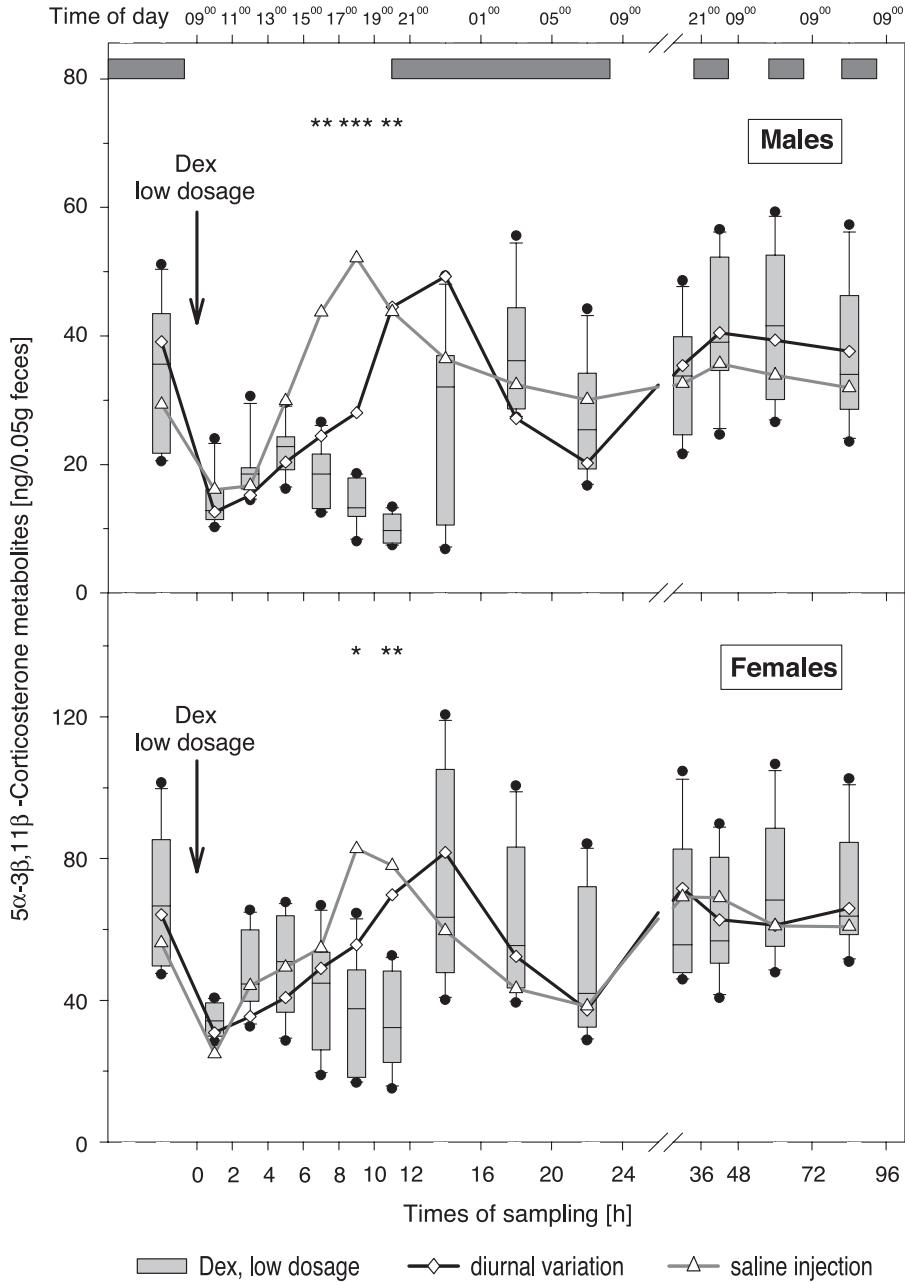 Time of day 09⁰⁰ 11⁰⁰ 13⁰⁰ 15⁰⁰ 17⁰⁰ 19⁰⁰ 21⁰⁰ 01⁰⁰ 05⁰⁰ 09⁰⁰ 21⁰⁰ 09⁰⁰ 09⁰⁰ 09⁰⁰
80
** *** **
Males
Dex
low dosage
60
40
20
0
5α-3β,11β -Corticosterone metabolites [ng/0.05g feces]
* **
Females
Dex
low dosage
120
80
40
0
0 2 4 6 8 10 12 16 20 24 36 48 72 96
Times of sampling [h]
Dex, low dosage diurnal variation saline injection